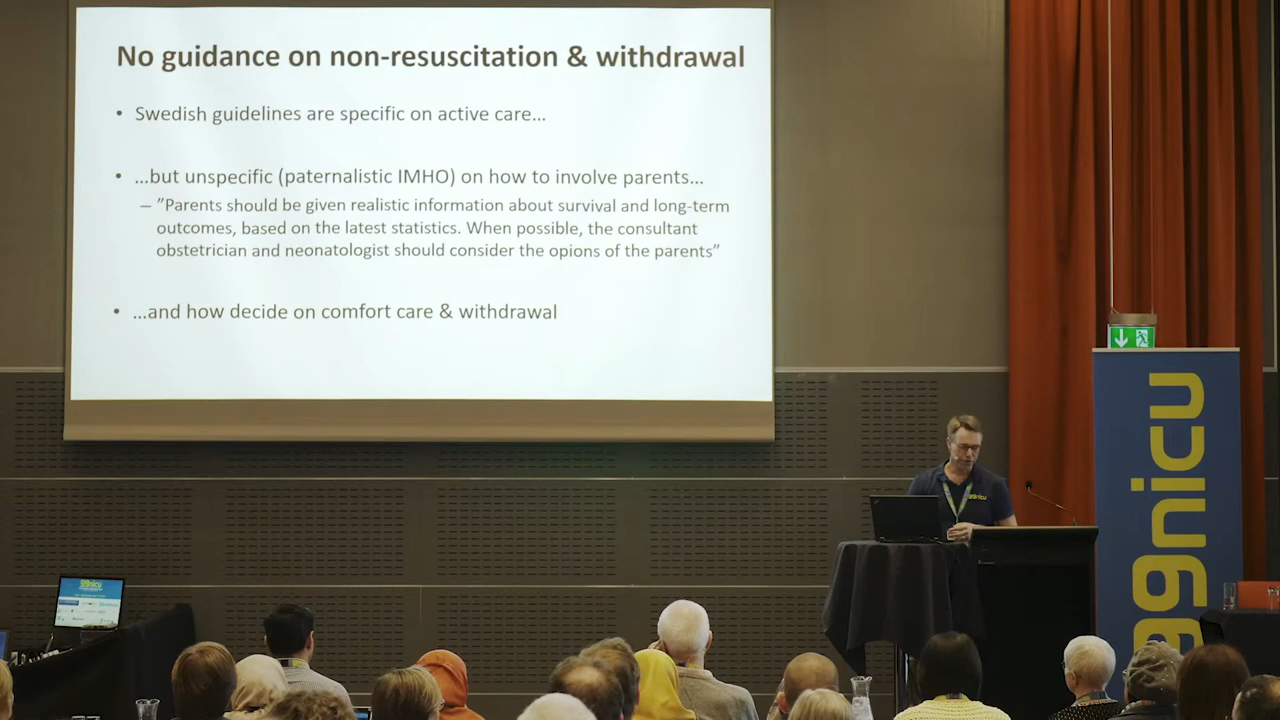 No guidance on non-resuscitation & withdrawal
• Swedish guidelines are specific on active care…
• …but unspecific (paternalistic IMHO) on how to involve parents…
– ”Parents should be given realistic information about survival and long-term
outcomes, based on the latest statistics. When possible, the consultant
obstetrician and neonatologist should consider the opions of the parents”
• …and how decide on comfort care & withdrawal
99nicu
99nicu
99nicu